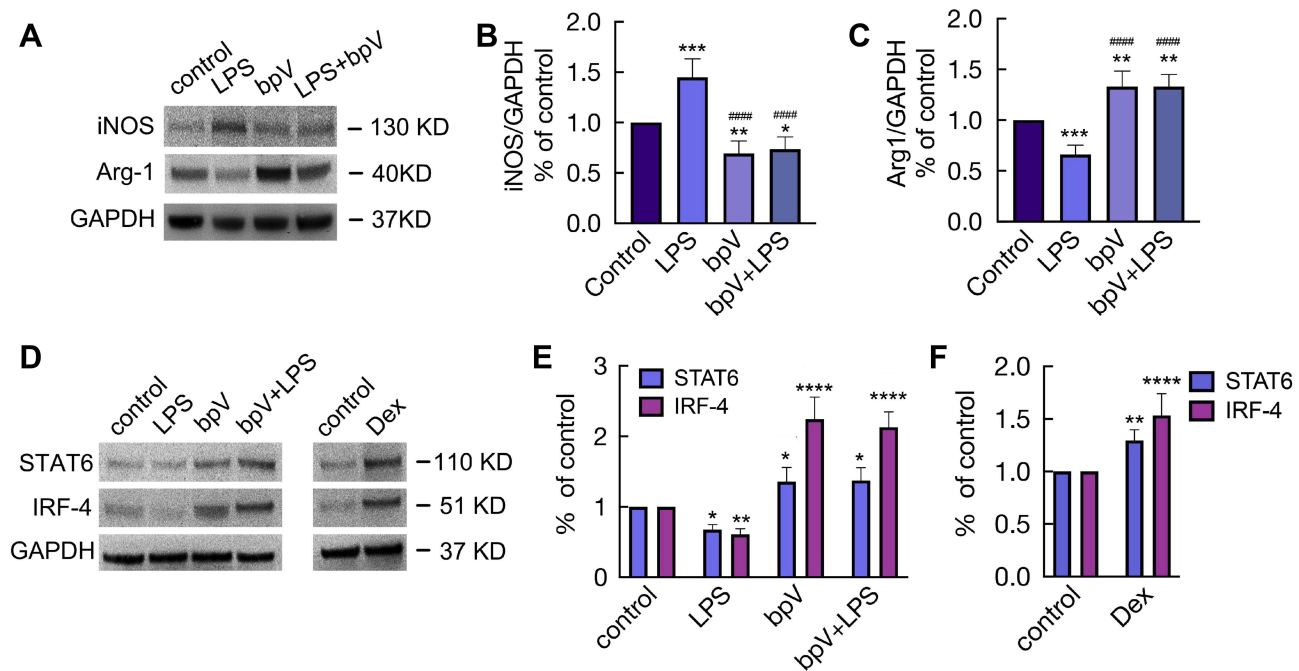 A
control
LPS
bpV
LPS+bpV
iNOS
– 130 KD
Arg-1
– 40KD
GAPDH
– 37KD
B
iNOS/GAPDH
% of control
2.0
1.5
1.0
0.5
0.0
***
####
**
####
*
Control
LPS
bpV
bpV+LPS
C
Arg1/GAPDH
% of control
2.0
1.5
1.0
0.5
0.0
***
####
**
####
**
Control
LPS
bpV
bpV+LPS
D
control
LPS
bpV
bpV+LPS
control
Dex
STAT6
–110 KD
IRF-4
– 51 KD
GAPDH
– 37 KD
E
% of control
3
2
1
0
STAT6
IRF-4
*
**
*
****
*
****
control
LPS
bpV
bpV+LPS
F
% of control
2.0
1.5
1.0
0.5
0.0
**
****
STAT6
IRF-4
control
Dex